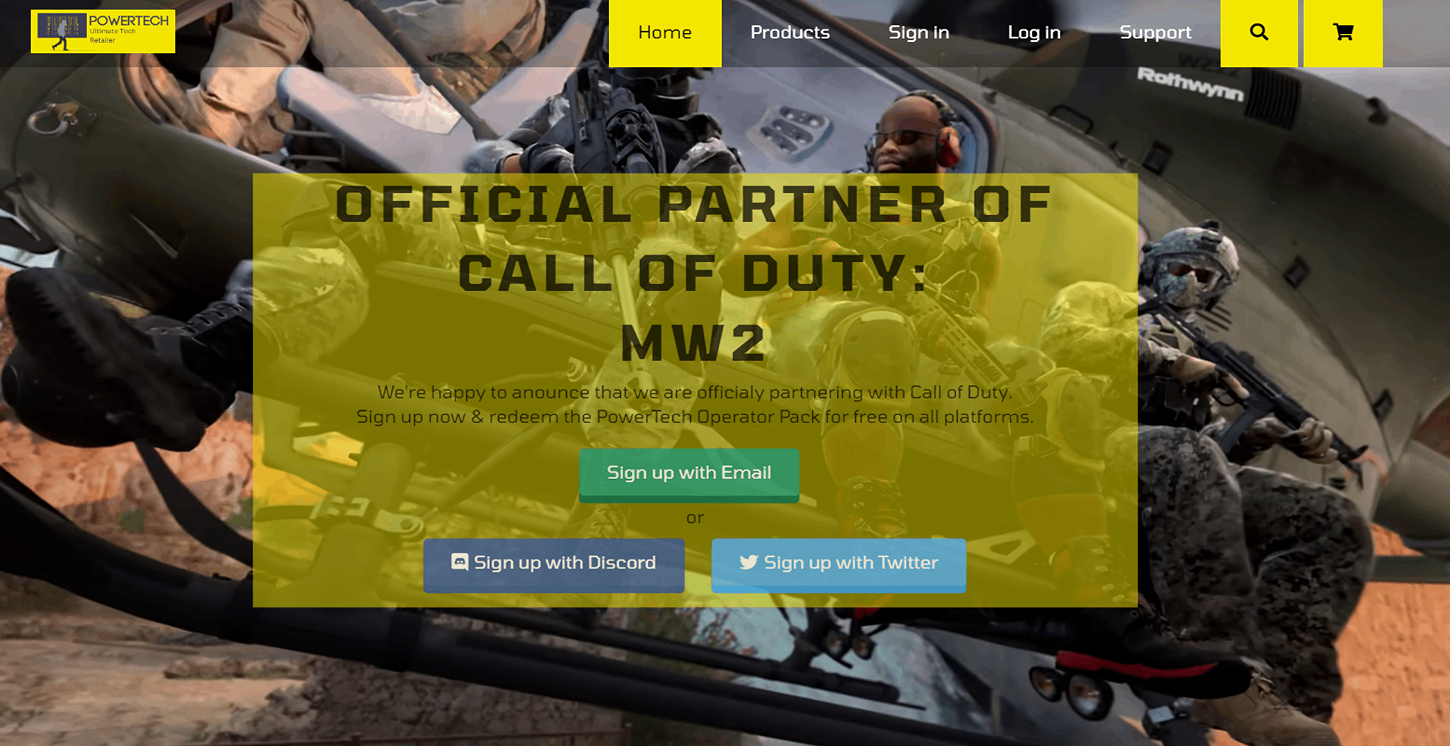 POWERTECH
Ultimate Tech
Retailer
Home Products Sign in Log in Support
W222
Rothwynn
OFFICIAL PARTNER OF
CALL OF DUTY:
MW2
We're happy to anounce that we are officialy partnering with Call of Duty.
Sign up now & redeem the PowerTech Operator Pack for free on all platforms.
Sign up with Email
or
Sign up with Discord Sign up with Twitter